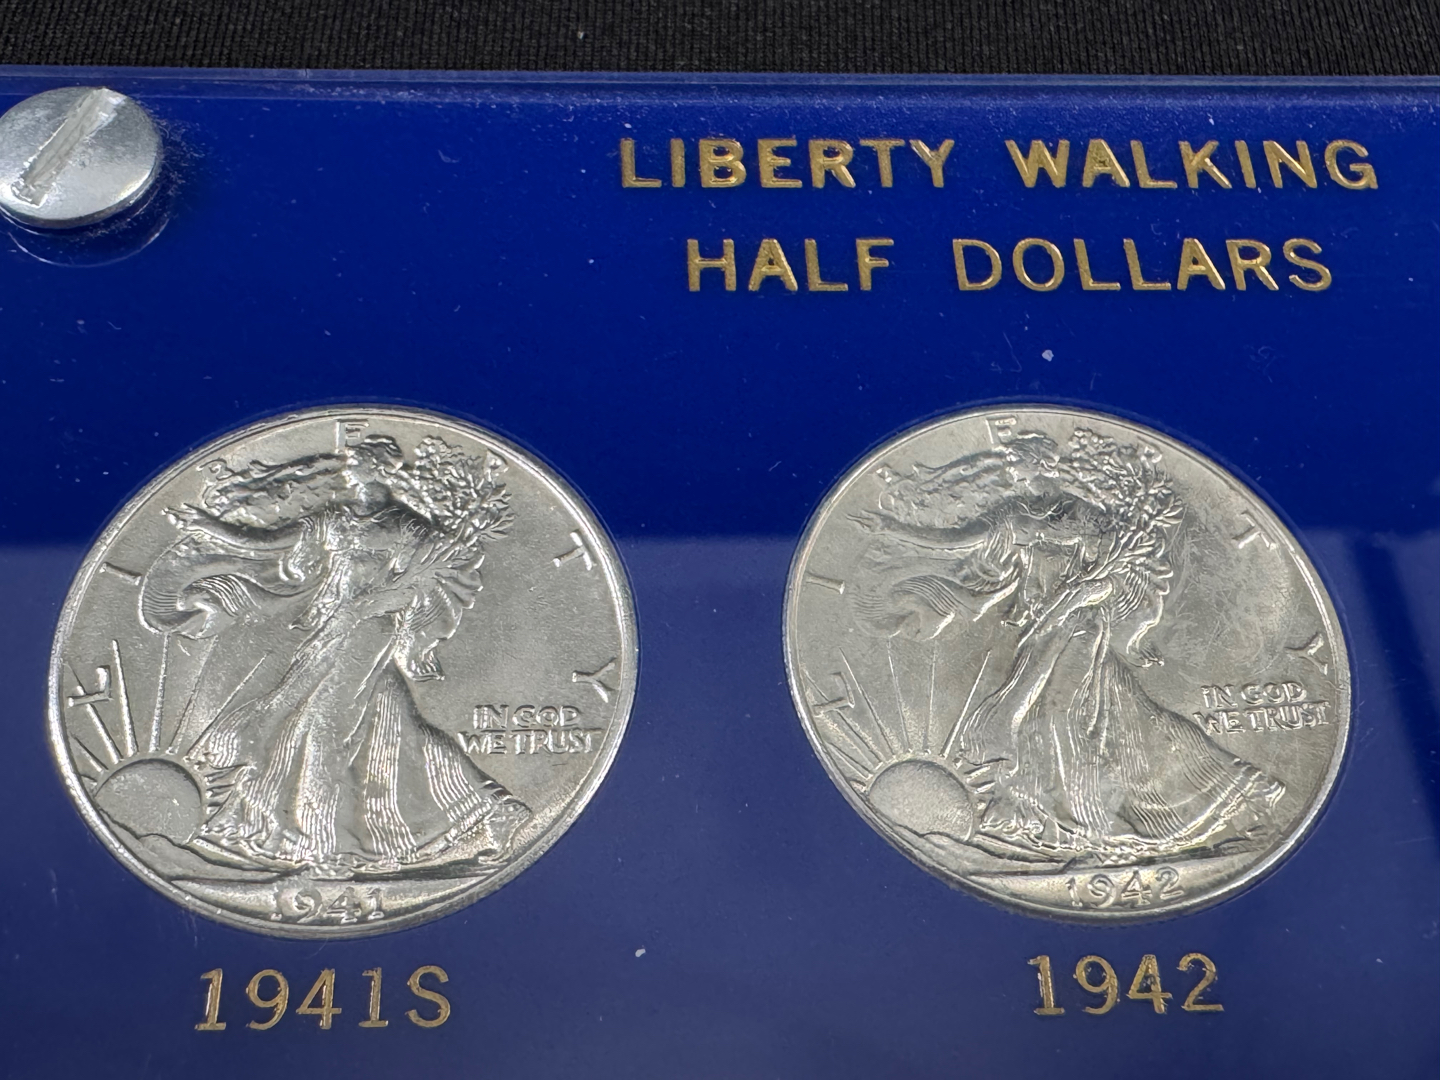 LIBERTY WALKING
HALF DOLLARS
LIBERTY
IN GOD
WE TRUST
1941
LIBERTY
IN GOD
WE TRUST
1942
1941S
1942